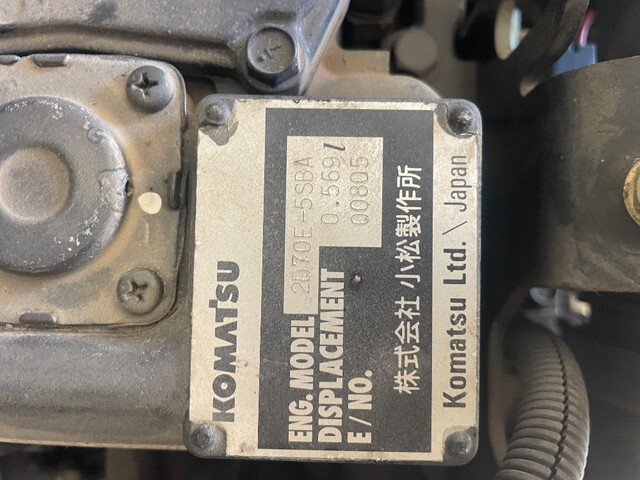 KOMATSU
ENG. MODEL 2D70E-5SBA
DISPLACEMENT 0.569 l
E / NO. 00805
株式会社 小松製作所
Komatsu Ltd. \ Japan